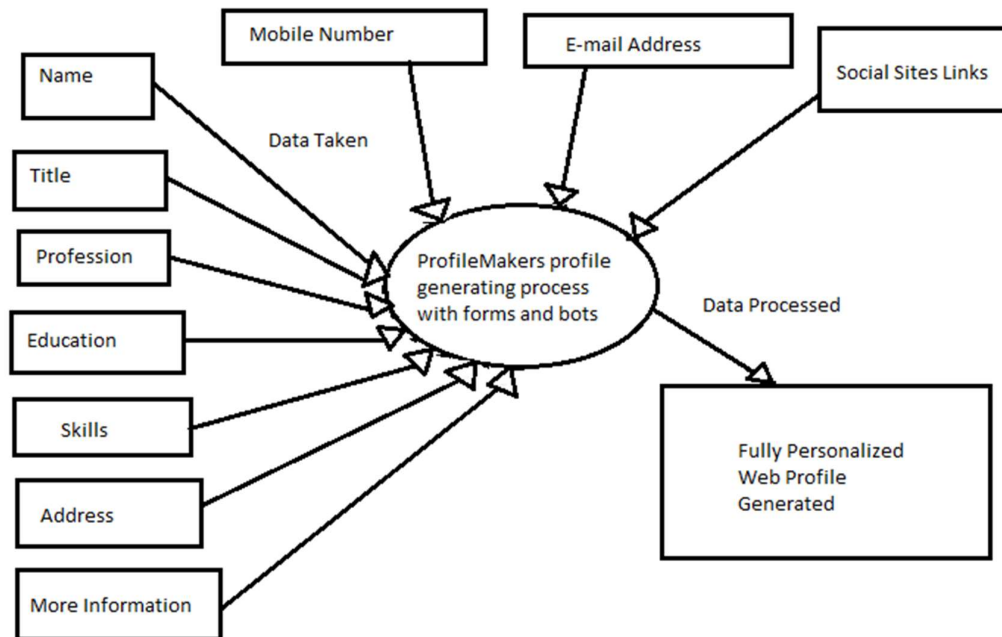 Mobile Number
E-mail Address
Social Sites Links
Name
Data Taken
Title
Profession
ProfileMakers profile
generating process
with forms and bots
Data Processed
Education
Skills
Fully Personalized
Web Profile
Generated
Address
More Information